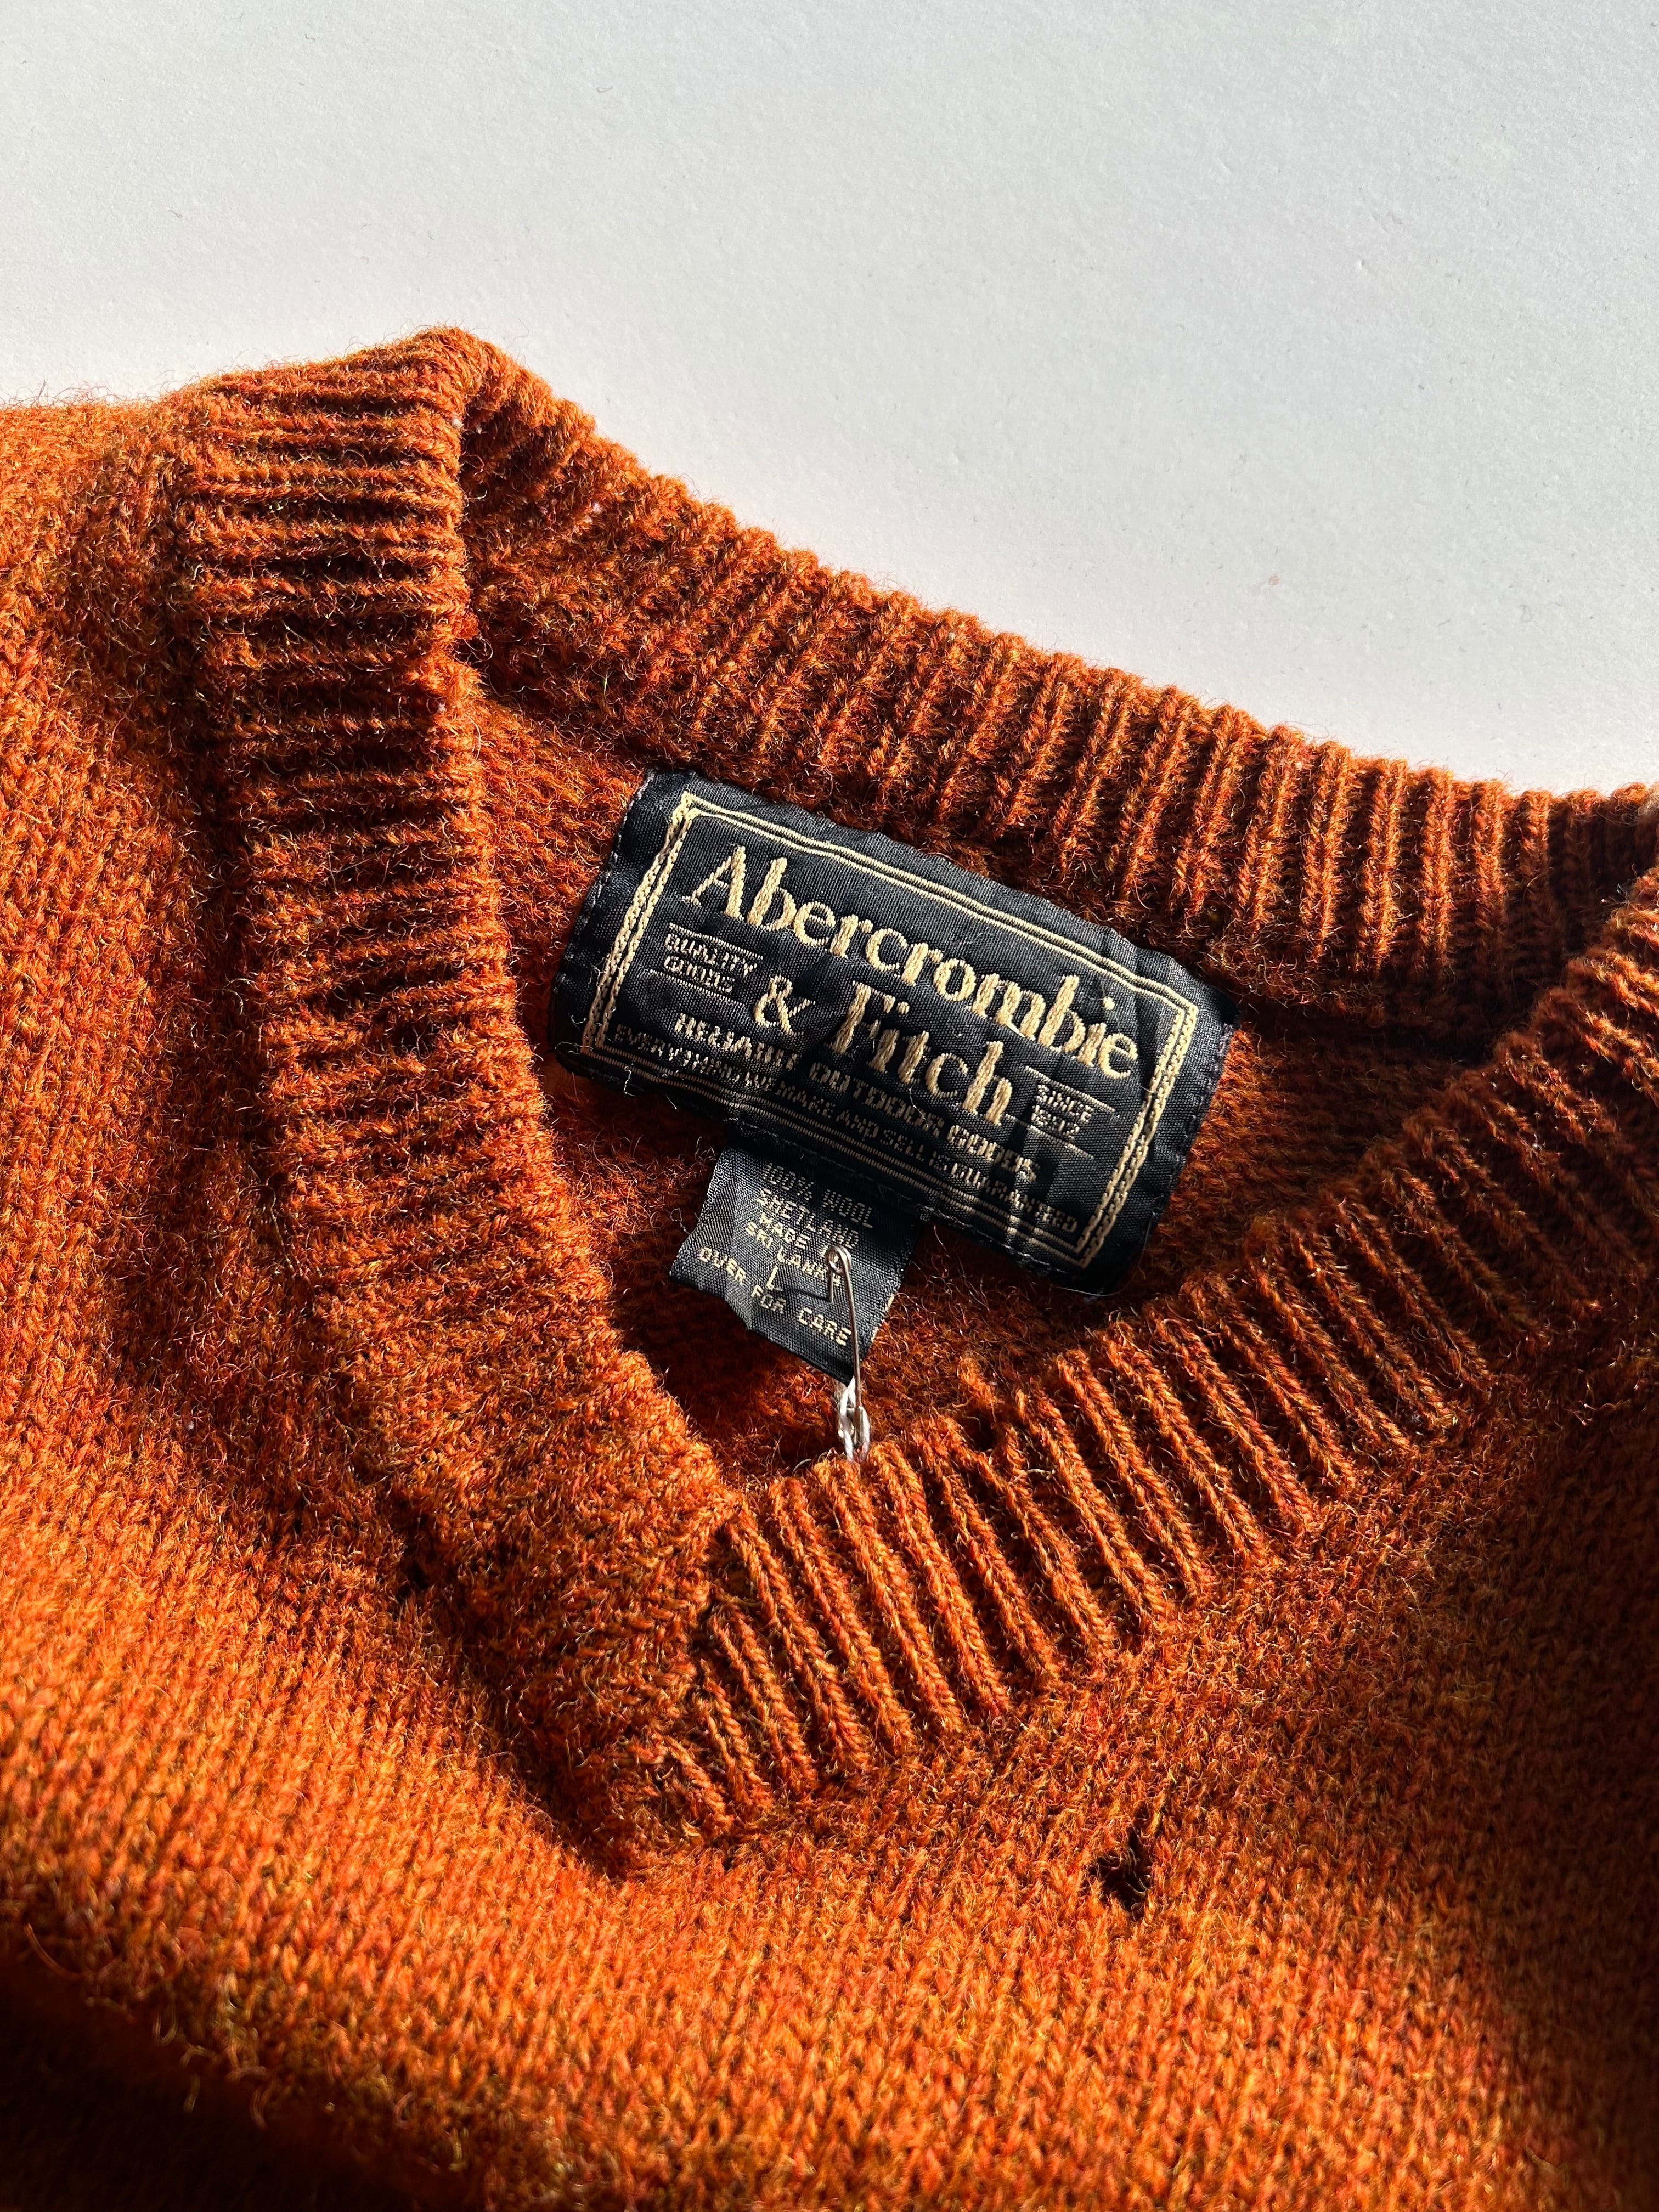 Abercrombie
QUALITY
GOODS
& Fitch
SINCE
1892
RELIABLE OUTDOOR GOODS
EVERYTHING WE MAKE AND SELL IS GUARANTEED
100% WOOL
SHETLAND
MADE IN
SRI LANKA
L
OVER FOR CARE